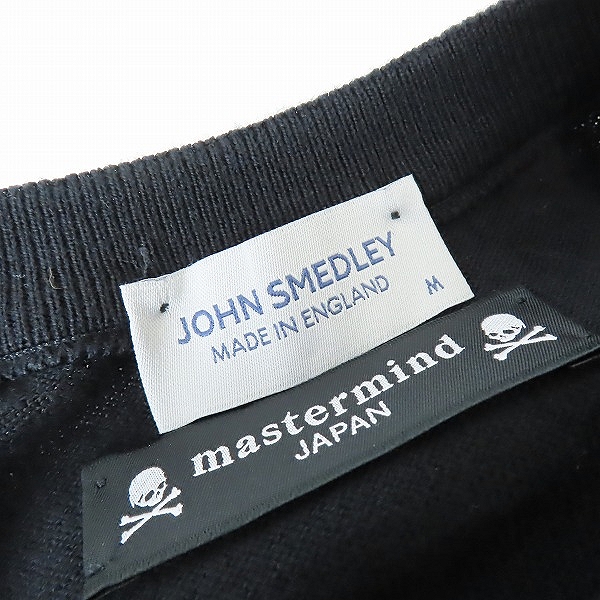 JOHN SMEDLEY
MADE IN ENGLAND
M
mastermind
JAPAN